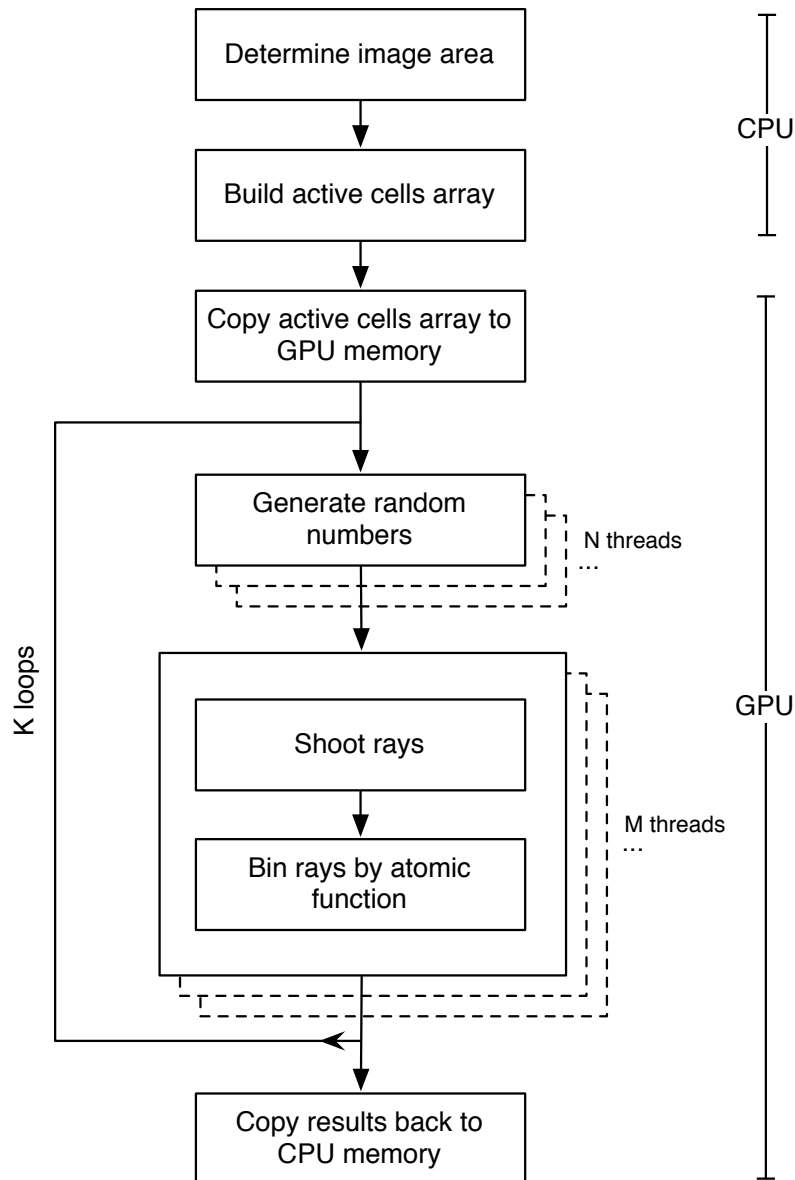 Determine image area
CPU
Build active cells array
Copy active cells array to
GPU memory
Generate random
numbers
N threads
...
K loops
Shoot rays
GPU
M threads
...
Bin rays by atomic
function
Copy results back to
CPU memory